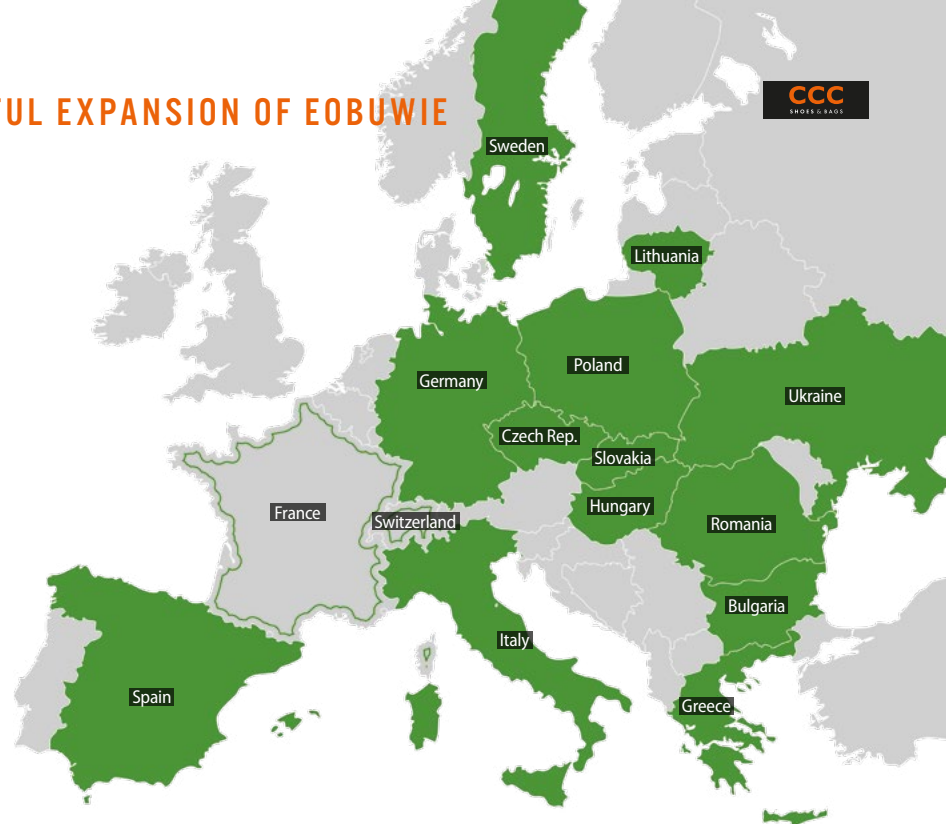 UL EXPANSION OF EOBUWIE
CCC
SHOES & BAGS
Sweden
Lithuania
Poland
Germany
Ukraine
Czech Rep.
Slovakia
Hungary
France
Switzerland
Romania
Bulgaria
Italy
Spain
Greece